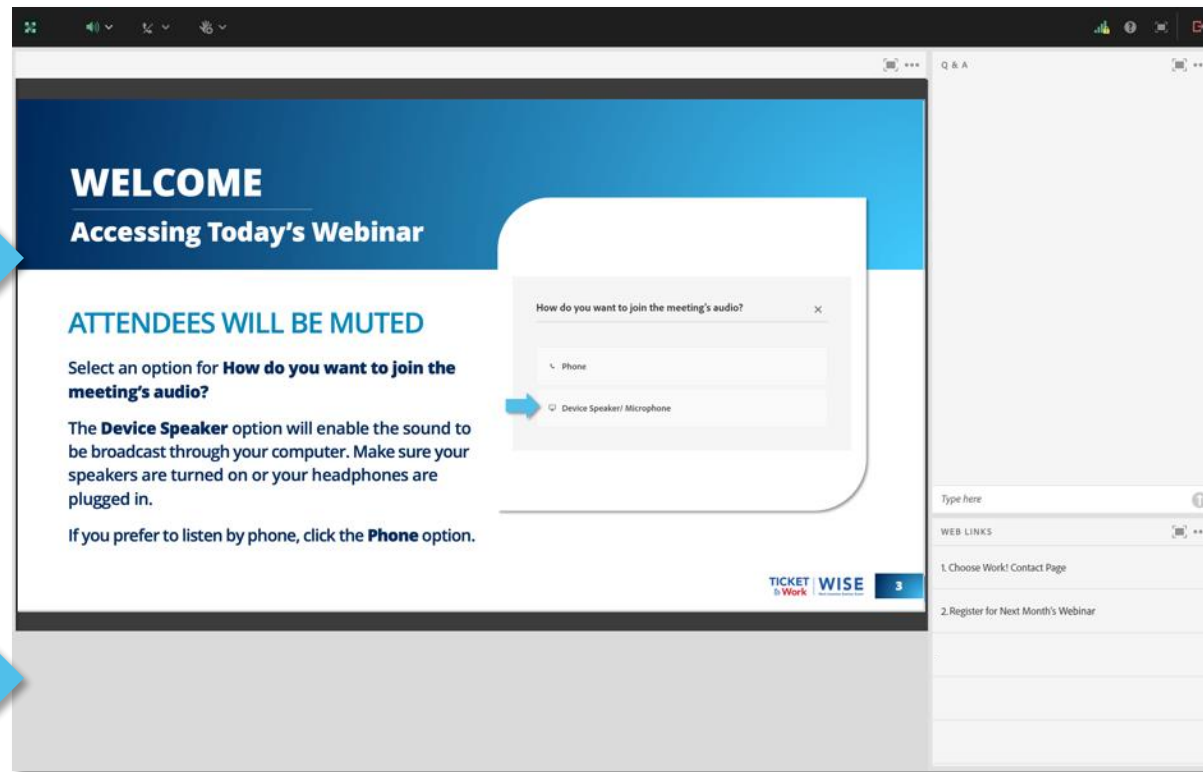 Q & A
WELCOME
Accessing Today's Webinar
ATTENDEES WILL BE MUTED
Select an option for How do you want to join the
meeting's audio?
The Device Speaker option will enable the sound to
be broadcast through your computer. Make sure your
speakers are turned on or your headphones are
plugged in.
If you prefer to listen by phone, click the Phone option.
How do you want to join the meeting's audio?
Phone
Device Speaker/ Microphone
TICKET WISE
to Work
3
Type here
WEB LINKS
1. Choose Work! Contact Page
2. Register for Next Month's Webinar